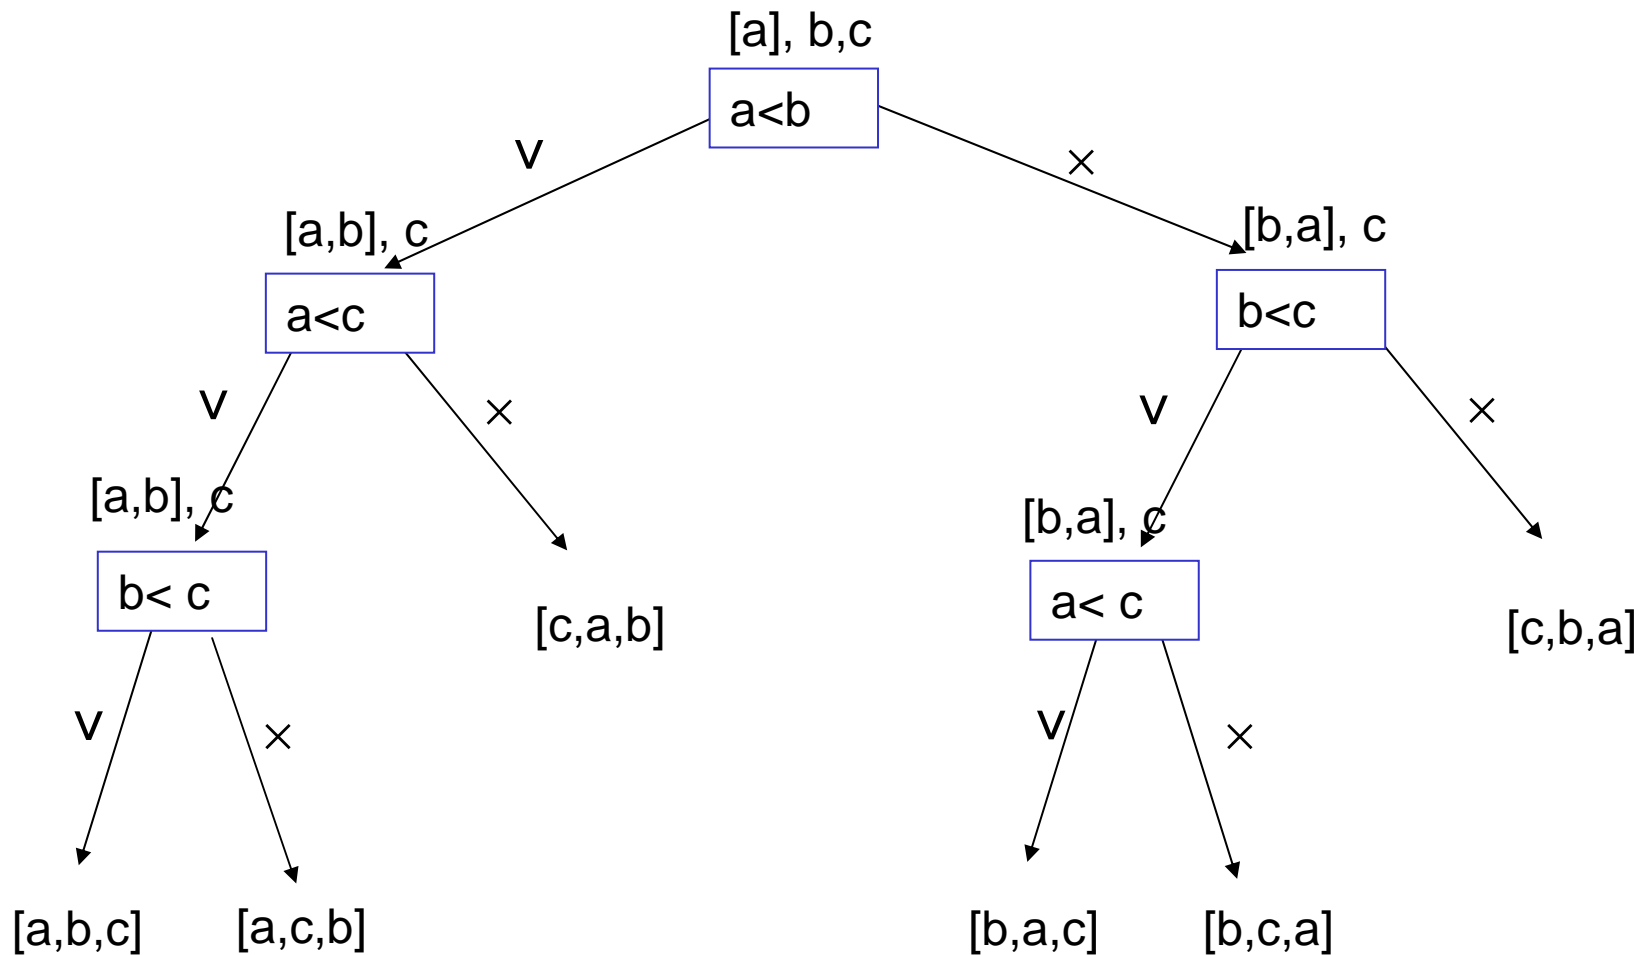 [a], b,c
a<b
v
×
[a,b], c
[b,a], c
a<c
b<c
v
×
v
×
[a,b], c
[b,a], c
b< c
a< c
[c,a,b]
[c,b,a]
v
×
v
×
[a,b,c]
[a,c,b]
[b,a,c]
[b,c,a]